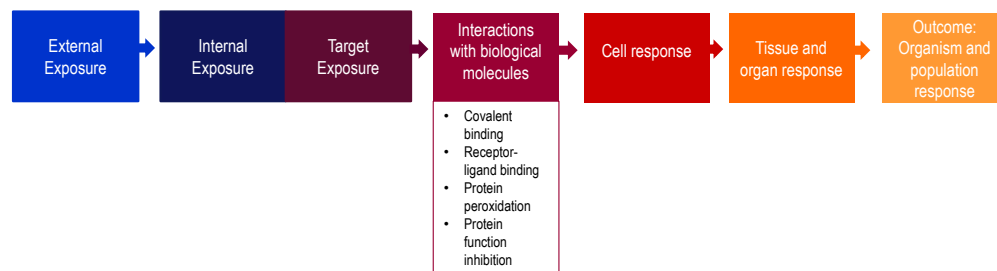 External
Exposure
Internal
Exposure
Target
Exposure
Interactions
with biological
molecules
• Covalent
binding
• Receptor-
ligand binding
• Protein
peroxidation
• Protein
function
inhibition
Cell response
Tissue and
organ response
Outcome:
Organism and
population
response